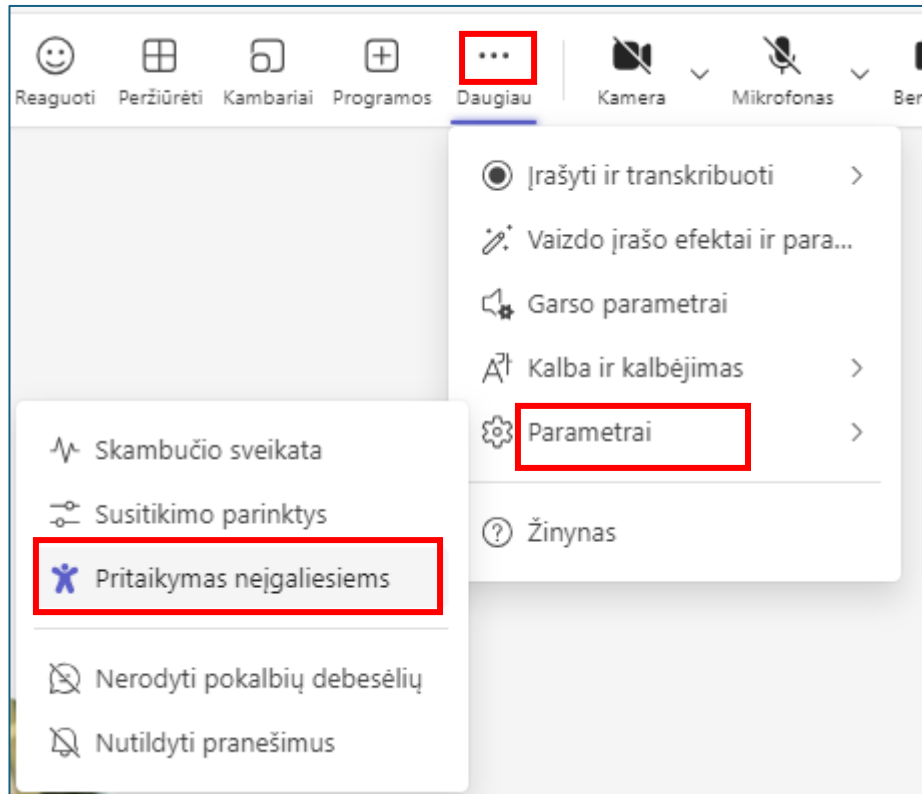 Reaguoti Peržiūrėti Kambariai Programos Daugiau Kamera Mikrofonas Ber
Įrašyti ir transkribuoti
Vaizdo įrašo efektai ir para...
Garso parametrai
Kalba ir kalbėjimas
Parametrai
Žinynas
Skambučio sveikata
Susitikimo parinktys
Pritaikymas neįgaliesiems
Nerodyti pokalbių debesėlių
Nutildyti pranešimus